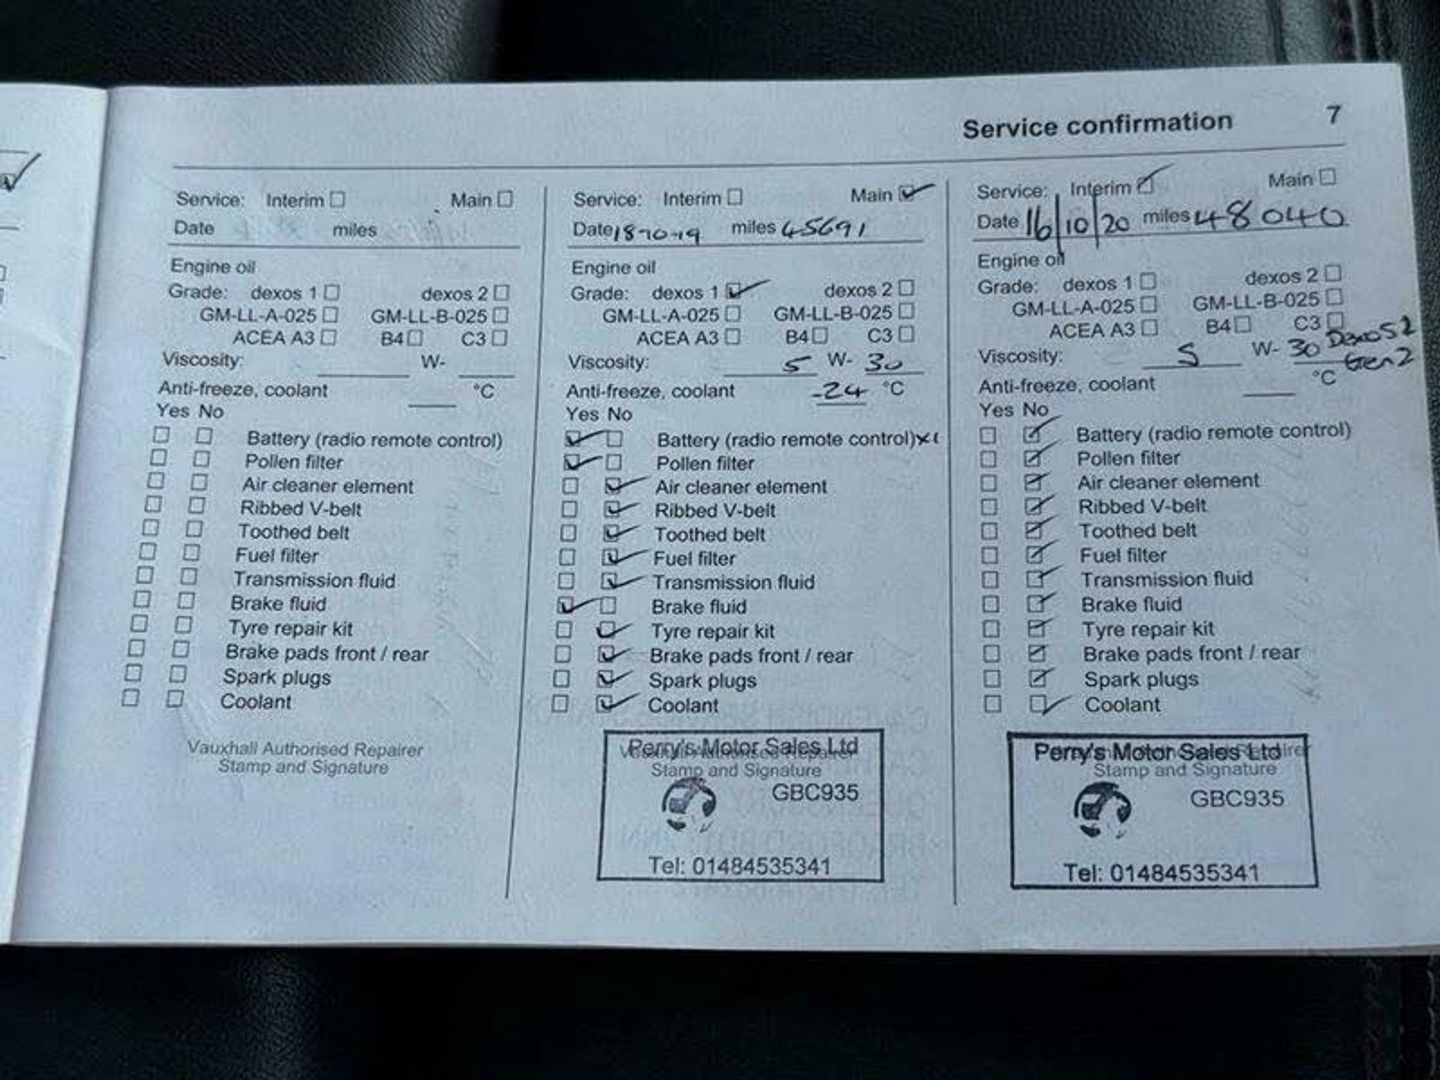 Service confirmation 7
Service: Interim Main
Date miles
Engine oil
Grade: dexos 1 dexos 2
GM-LL-A-025 GM-LL-B-025
ACEA A3 B4 C3
Viscosity: W-
Anti-freeze, coolant °C
Yes No
Battery (radio remote control)
Pollen filter
Air cleaner element
Ribbed V-belt
Toothed belt
Fuel filter
Transmission fluid
Brake fluid
Tyre repair kit
Brake pads front / rear
Spark plugs
Coolant
Vauxhall Authorised Repairer
Stamp and Signature
Service: Interim Main
Date 18-10-19 miles 45691
Engine oil
Grade: dexos 1 dexos 2
GM-LL-A-025 GM-LL-B-025
ACEA A3 B4 C3
Viscosity: 5 W- 30
Anti-freeze, coolant -24 °C
Yes No
Battery (radio remote control) x1
Pollen filter
Air cleaner element
Ribbed V-belt
Toothed belt
Fuel filter
Transmission fluid
Brake fluid
Tyre repair kit
Brake pads front / rear
Spark plugs
Coolant
Perry's Motor Sales Ltd
Vauxhall Authorised Repairer
Stamp and Signature
GBC935
Tel: 01484535341
Service: Interim Main
Date 16/10/20 miles 48040
Engine oil
Grade: dexos 1 dexos 2
GM-LL-A-025 GM-LL-B-025
ACEA A3 B4 C3
Viscosity: 5 W- 30 Dexos 1
Gen 2
Anti-freeze, coolant °C
Yes No
Battery (radio remote control)
Pollen filter
Air cleaner element
Ribbed V-belt
Toothed belt
Fuel filter
Transmission fluid
Brake fluid
Tyre repair kit
Brake pads front / rear
Spark plugs
Coolant
Perry's Motor Sales Ltd
Stamp and Signature
GBC935
Tel: 01484535341